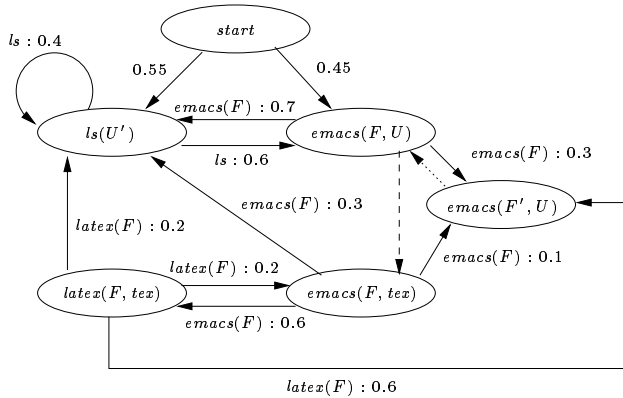 start
ls : 0.4
0.55
0.45
emacs(F) : 0.7
ls(U′)
emacs(F, U)
ls : 0.6
emacs(F) : 0.3
emacs(F) : 0.3
emacs(F′, U)
latex(F) : 0.2
emacs(F) : 0.1
latex(F) : 0.2
latex(F, tex)
emacs(F, tex)
emacs(F) : 0.6
latex(F) : 0.6